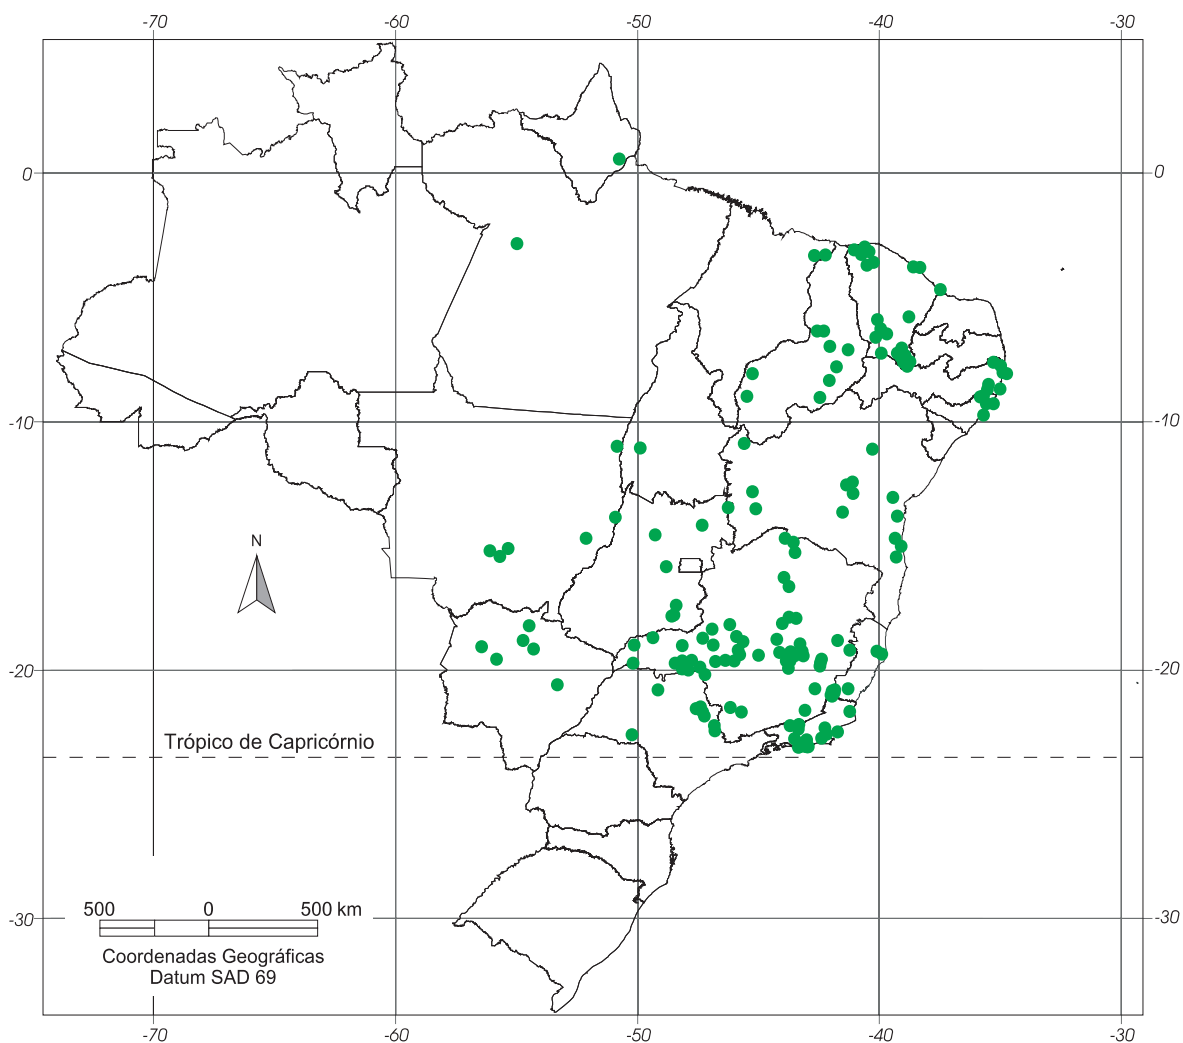 -70 -60 -50 -40 -30
0 0
-10 -10
N
-20 -20
Trópico de Capricórnio
500 0 500 km
-30 -30
Coordenadas Geográficas
Datum SAD 69
-70 -60 -50 -40 -30